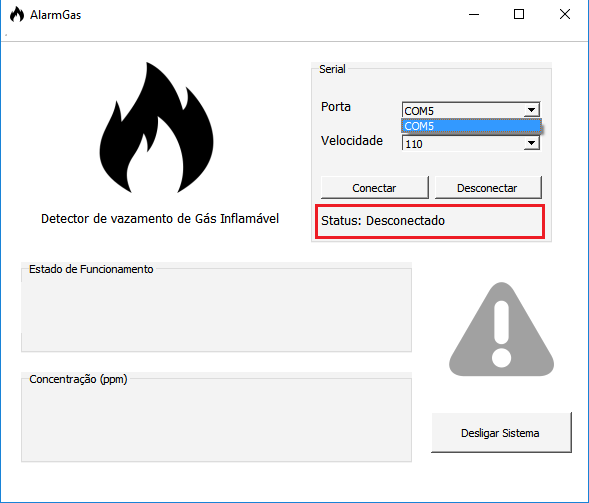 AlarmGas
Serial
Porta
COM5
COM5
Velocidade
110
Conectar
Desconectar
Status: Desconectado
Detector de vazamento de Gás Inflamável
Estado de Funcionamento
Concentração (ppm)
Desligar Sistema